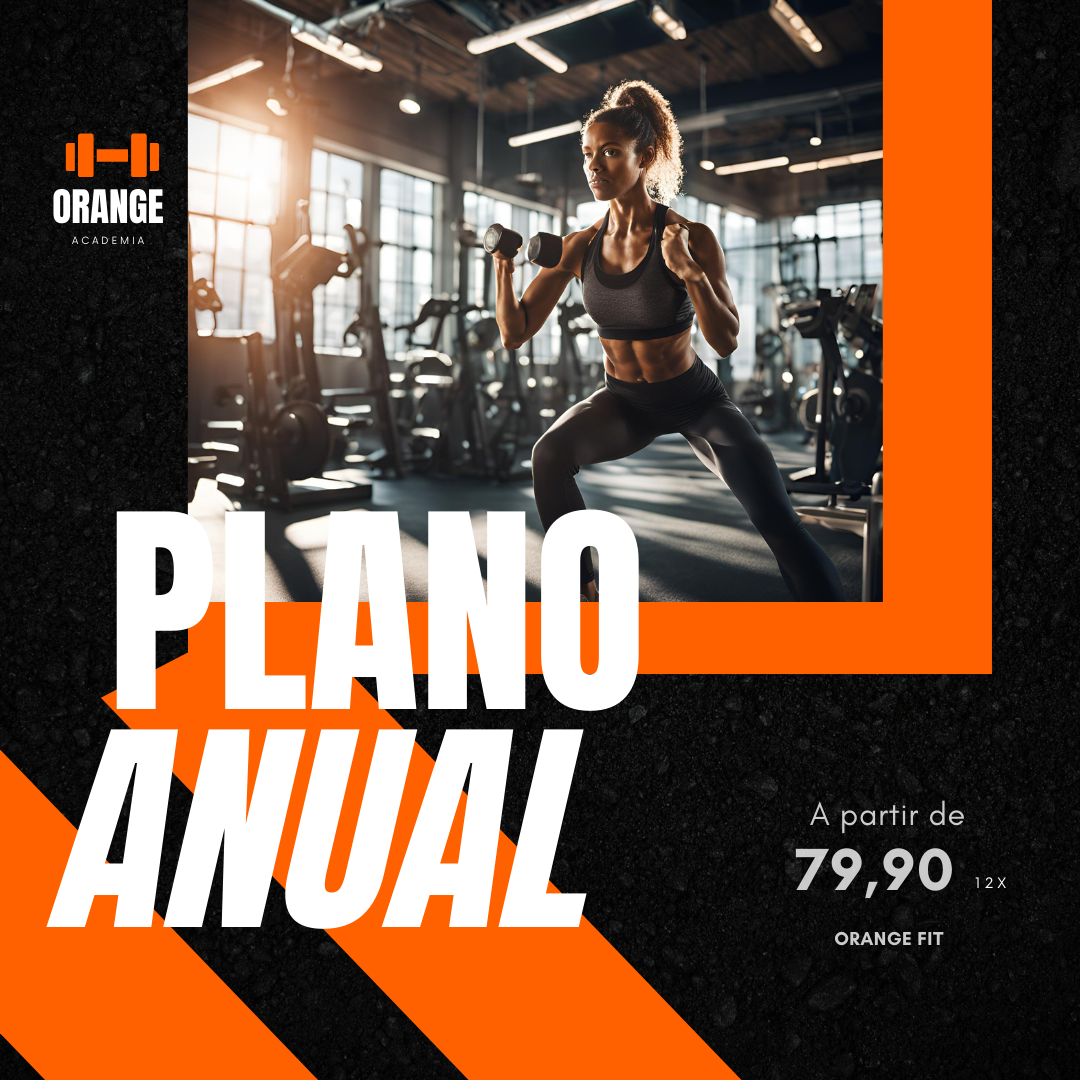 ORANGE
ACADEMIA
PLANO
ANUAL
A partir de
79,90 12X
ORANGE FIT